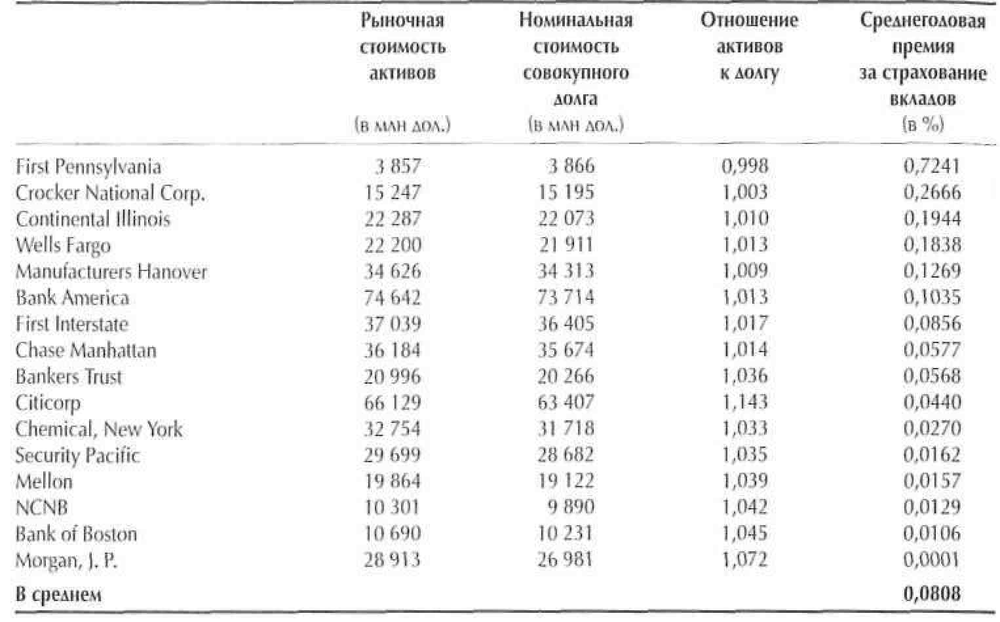 Рыночная Номинальная Отношение Среднегодовая
стоимость стоимость активов премия
активов совокупного к долгу за страхование
долга вкладов
(в млн дол.) (в млн дол.) (в %)
First Pennsylvania 3 857 3 866 0,998 0,7241
Crocker National Corp. 15 247 15 195 1,003 0,2666
Continental Illinois 22 287 22 073 1,010 0,1944
Wells Fargo 22 200 21 911 1,013 0,1838
Manufacturers Hanover 34 626 34 313 1,009 0,1269
Bank America 74 642 73 714 1,013 0,1035
First Interstate 37 039 36 405 1,017 0,0856
Chase Manhattan 36 184 35 674 1,014 0,0577
Bankers Trust 20 996 20 266 1,036 0,0568
Citicorp 66 129 63 407 1,143 0,0440
Chemical, New York 32 754 31 718 1,033 0,0270
Security Pacific 29 699 28 682 1,035 0,0162
Mellon 19 864 19 122 1,039 0,0157
NCNB 10 301 9 890 1,042 0,0129
Bank of Boston 10 690 10 231 1,045 0,0106
Morgan, J. P. 28 913 26 981 1,072 0,0001
В среднем 0,0808